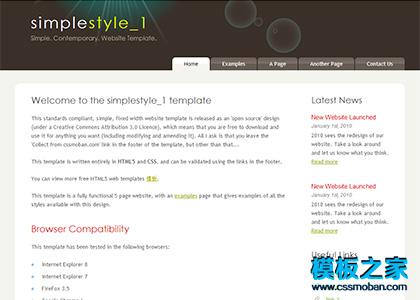 simplestyle_1
Simple. Contemporary. Website Template.
Home Examples A Page Another Page Contact Us
Welcome to the simplestyle_1 template
This standards compliant, simple, fixed width website template is released as an 'open source' design
(under a Creative Commons Attribution 3.0 Licence), which means that you are free to download and
use it for anything you want (including modifying and amending it). All I ask is that you leave the
'Collect from cssmoban.com' link in the footer of the template, but other than that...
This template is written entirely in HTML5 and CSS, and can be validated using the links in the footer.
You can view more free HTML5 web templates 模板.
This template is a fully functional 5 page website, with an examples page that gives examples of all the
styles available with this design.
Browser Compatibility
This template has been tested in the following browsers:
Internet Explorer 8
Internet Explorer 7
FireFox 3.5
Latest News
New Website Launched
January 1st, 2010
2010 sees the redesign of our
website. Take a look around
and let us know what you think.
Read more
New Website Launched
January 1st, 2010
2010 sees the redesign of our
website. Take a look around
and let us know what you think.
Read more
Useful Links
模板之家
www.cssmoban.com